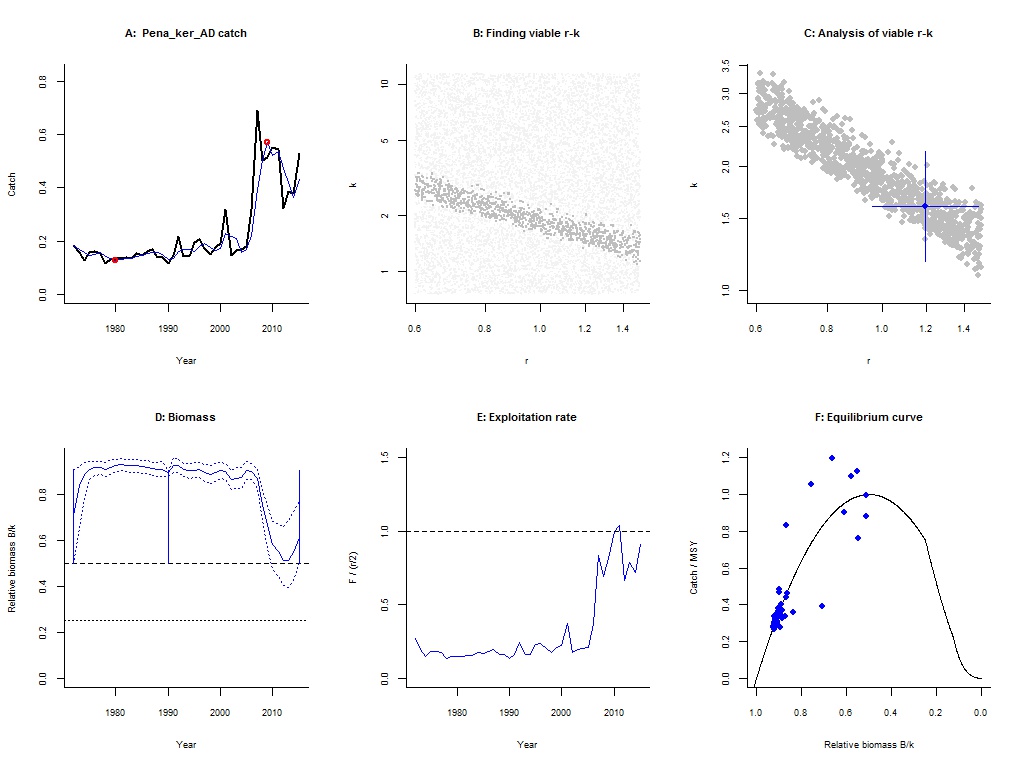 A: Pena_ker_AD catch
Catch
0.0 0.2 0.4 0.6 0.8
1980 1990 2000 2010
Year
B: Finding viable r-k
k
1 2 5 10
0.6 0.8 1.0 1.2 1.4
r
C: Analysis of viable r-k
k
1.0 1.5 2.0 2.5 3.0 3.5
0.6 0.8 1.0 1.2 1.4
r
D: Biomass
Relative biomass B/k
0.0 0.2 0.4 0.6 0.8
1980 1990 2000 2010
Year
E: Exploitation rate
F / (r/2)
0.0 0.5 1.0 1.5
1980 1990 2000 2010
Year
F: Equilibrium curve
Catch / MSY
0.0 0.2 0.4 0.6 0.8 1.0 1.2
1.0 0.8 0.6 0.4 0.2 0.0
Relative biomass B/k